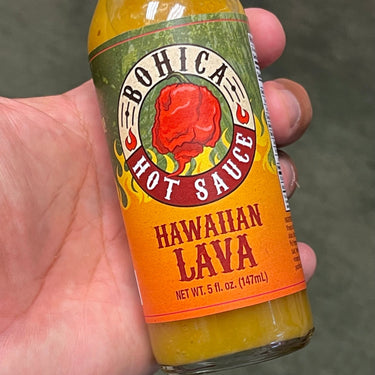 BOHICA
HOT SAUCE
HAWAIIAN
LAVA
NET WT. 5 fl. oz. (147mL)